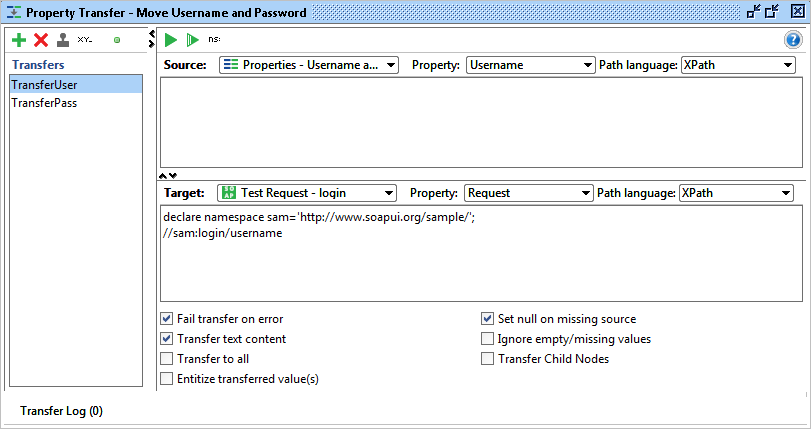 Property Transfer - Move Username and Password
XY_
ns:
?
Transfers
TransferUser
TransferPass
Source: Properties - Username a... Property: Username Path language: XPath
Target: SO AP Test Request - login Property: Request Path language: XPath
declare namespace sam='http://www.soapui.org/sample/';
//sam:login/username
Fail transfer on error
Set null on missing source
Transfer text content
Ignore empty/missing values
Transfer to all
Transfer Child Nodes
Entitize transferred value(s)
Transfer Log (0)